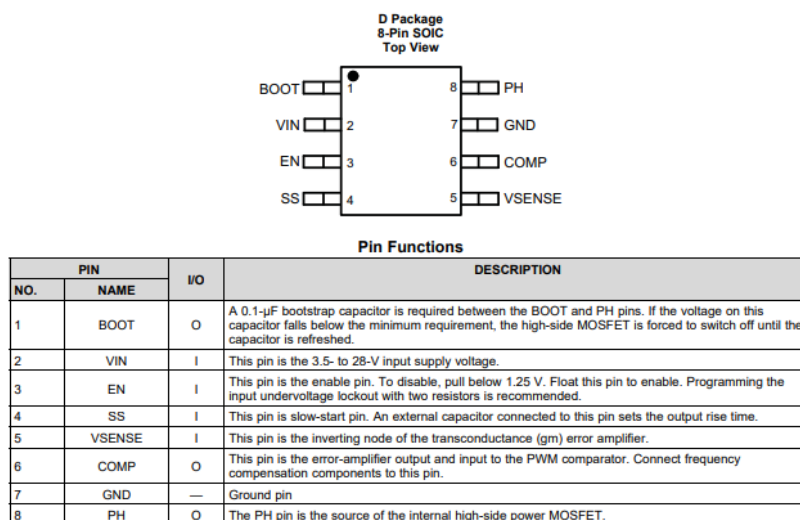 D Package
8-Pin SOIC
Top View
BOOT 1 8 PH
VIN 2 7 GND
EN 3 6 COMP
SS 4 5 VSENSE
Pin Functions
PIN I/O DESCRIPTION
NO. NAME
1 BOOT O A 0.1-µF bootstrap capacitor is required between the BOOT and PH pins. If the voltage on this
capacitor falls below the minimum requirement, the high-side MOSFET is forced to switch off until the
capacitor is refreshed.
2 VIN I This pin is the 3.5- to 28-V input supply voltage.
3 EN I This pin is the enable pin. To disable, pull below 1.25 V. Float this pin to enable. Programming the
input undervoltage lockout with two resistors is recommended.
4 SS I This pin is slow-start pin. An external capacitor connected to this pin sets the output rise time.
5 VSENSE I This pin is the inverting node of the transconductance (gm) error amplifier.
6 COMP O This pin is the error-amplifier output and input to the PWM comparator. Connect frequency
compensation components to this pin.
7 GND — Ground pin
8 PH O The PH pin is the source of the internal high-side power MOSFET.